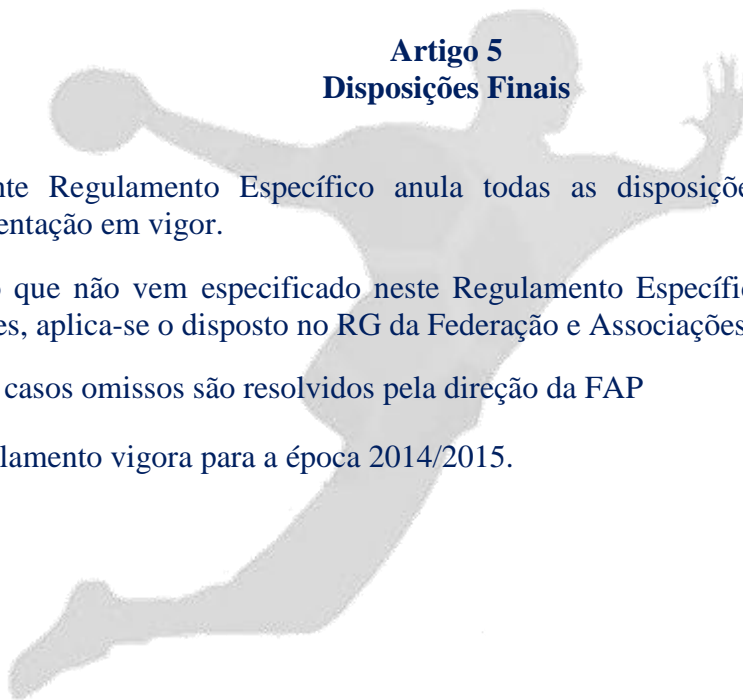 Artigo 5
Disposições Finais
nte Regulamento Específico anula todas as disposiçõe
entação em vigor.
o que não vem especificado neste Regulamento Específic
es, aplica-se o disposto no RG da Federação e Associações
casos omissos são resolvidos pela direção da FAP
lamento vigora para a época 2014/2015.